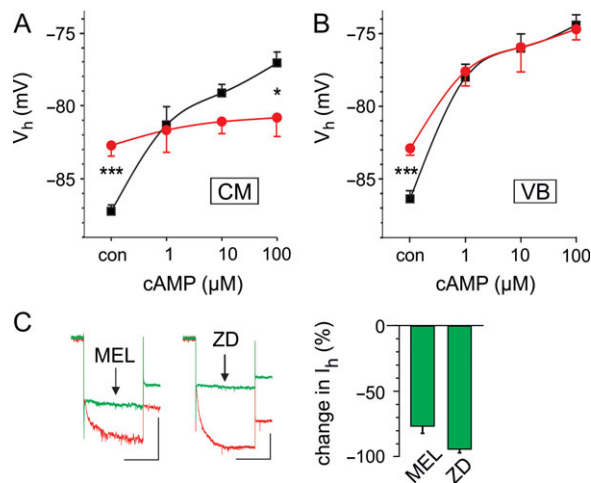 A
B
−75
−80
−85
Vh (mV)
*
***
CM
con
1
10
100
cAMP (µM)
−75
−80
−85
Vh (mV)
***
VB
con
1
10
100
cAMP (µM)
C
MEL
ZD
0
−50
−100
change in Ih (%)
MEL
ZD